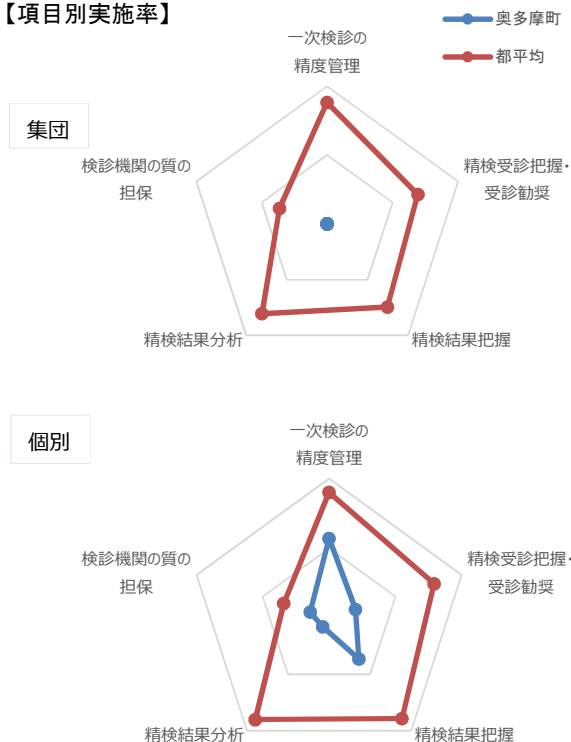 【項目別実施率】
奥多摩町
都平均
集団
一次検診の
精度管理
精検受診把握・
受診勧奨
精検結果把握
精検結果分析
検診機関の質の
担保
個別
一次検診の
精度管理
精検受診把握・
受診勧奨
精検結果把握
精検結果分析
検診機関の質の
担保